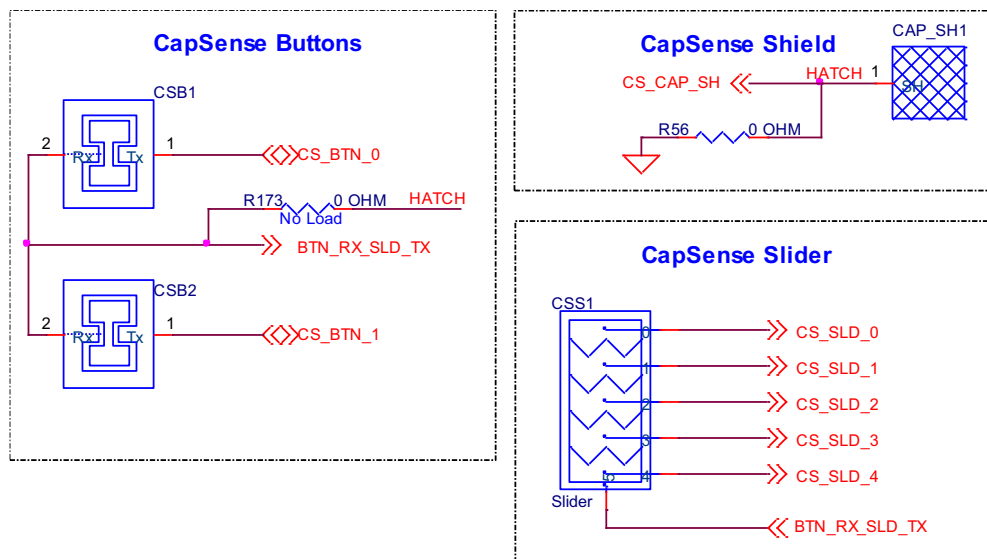 CapSense Buttons
CSB1
2 Rx Tx 1 CS_BTN_0
R173 0 OHM HATCH
No Load
BTN_RX_SLD_TX
CSB2
2 Rx Tx 1 CS_BTN_1
CapSense Shield
CAP_SH1
CS_CAP_SH HATCH 1 SH
R56 0 OHM
CapSense Slider
CSS1
0 CS_SLD_0
1 CS_SLD_1
2 CS_SLD_2
3 CS_SLD_3
4 CS_SLD_4
5
Slider
BTN_RX_SLD_TX